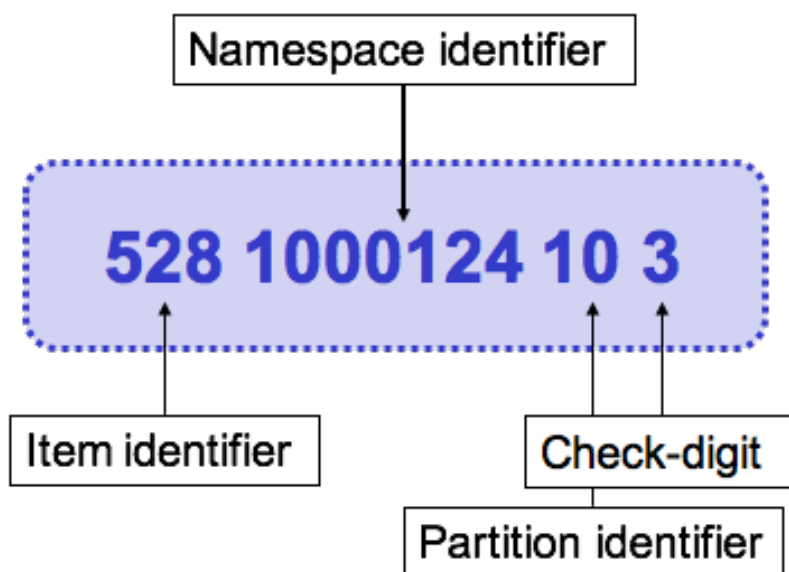 Namespace identifier
528 1000124 10 3
Item identifier
Check-digit
Partition identifier